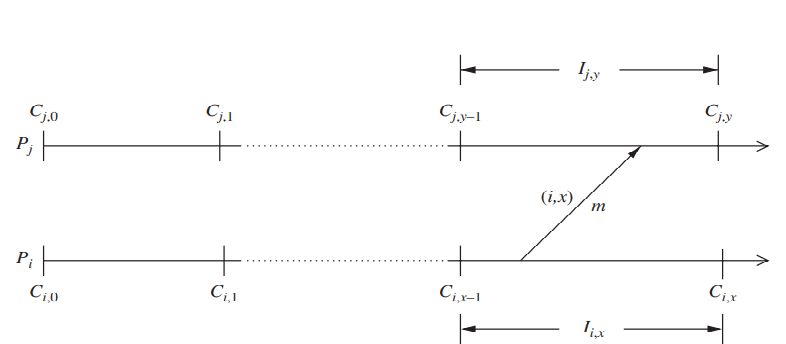 I_{j,y}
C_{j,0} C_{j,1} C_{j,y–1} C_{j,y}
P_j
(i,x)
m
P_i
C_{i,0} C_{i,1} C_{i,x–1} C_{i,x}
I_{i,x}